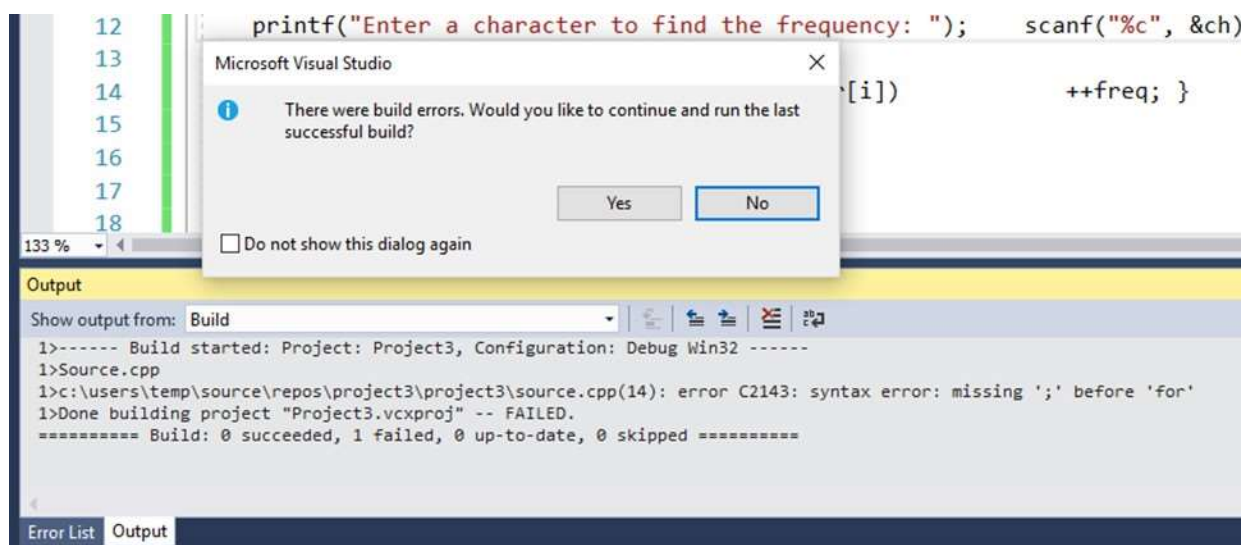 12 printf("Enter a character to find the frequency: "); scanf("%c", &ch)
13
14 r[i]) ++freq; }
15
16
17
18
Microsoft Visual Studio
There were build errors. Would you like to continue and run the last
successful build?
Yes No
Do not show this dialog again
133 %
Output
Show output from: Build
1>------ Build started: Project: Project3, Configuration: Debug Win32 ------
1>Source.cpp
1>c:\users\temp\source\repos\project3\project3\source.cpp(14): error C2143: syntax error: missing ';' before 'for'
1>Done building project "Project3.vcxproj" -- FAILED.
========== Build: 0 succeeded, 1 failed, 0 up-to-date, 0 skipped ==========
Error List Output